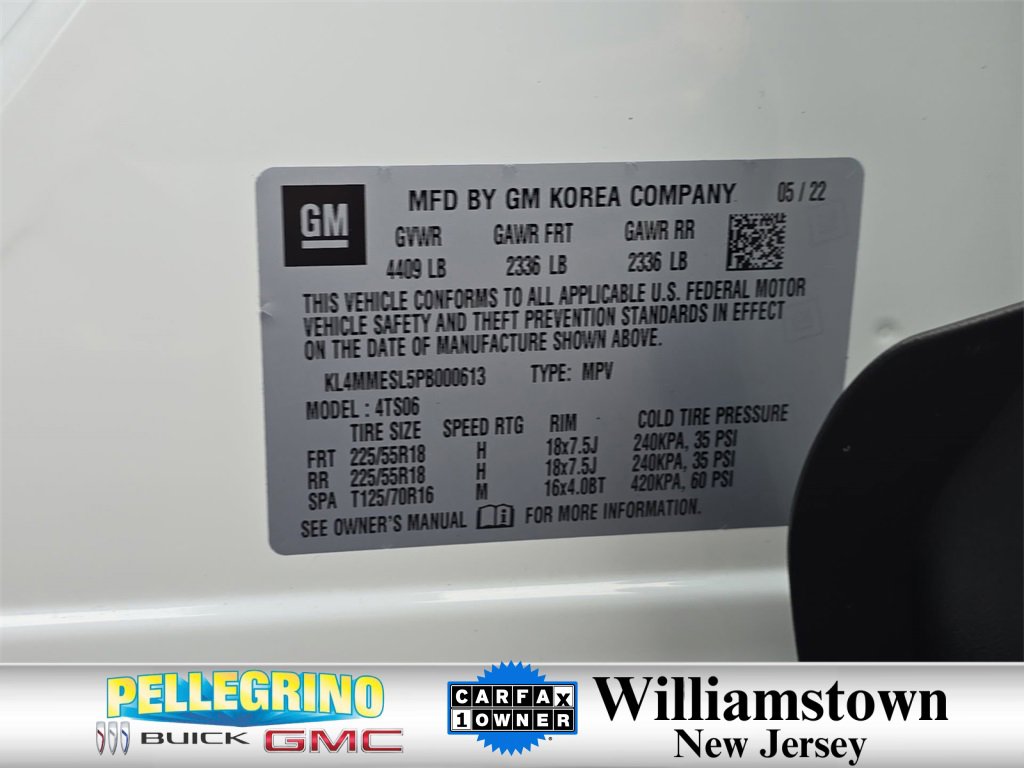 GM
MFD BY GM KOREA COMPANY 05 / 22
GVWR GAWR FRT GAWR RR
4409 LB 2336 LB 2336 LB
THIS VEHICLE CONFORMS TO ALL APPLICABLE U.S. FEDERAL MOTOR
VEHICLE SAFETY AND THEFT PREVENTION STANDARDS IN EFFECT
ON THE DATE OF MANUFACTURE SHOWN ABOVE.
KL4MMESL5PB000613 TYPE: MPV
MODEL : 4TS06
TIRE SIZE SPEED RTG RIM COLD TIRE PRESSURE
FRT 225/55R18 H 18x7.5J 240KPA, 35 PSI
RR 225/55R18 H 18x7.5J 240KPA, 35 PSI
SPA T125/70R16 M 16x4.0BT 420KPA, 60 PSI
SEE OWNER'S MANUAL FOR MORE INFORMATION.
PELLEGRINO
BUICK GMC
CARFAX
1 OWNER
Williamstown
New Jersey